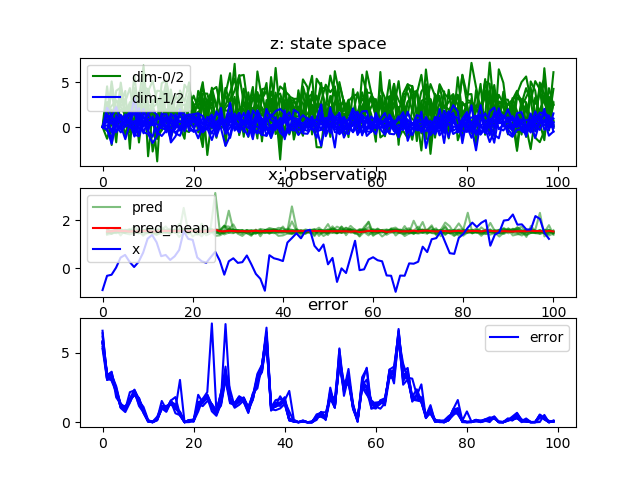 z: state space
5
0
dim-0/2
dim-1/2
0 20 40 60 80 100
x: observation
2
0
pred
pred_mean
x
0 20 40 60 80 100
error
5
0
error
0 20 40 60 80 100